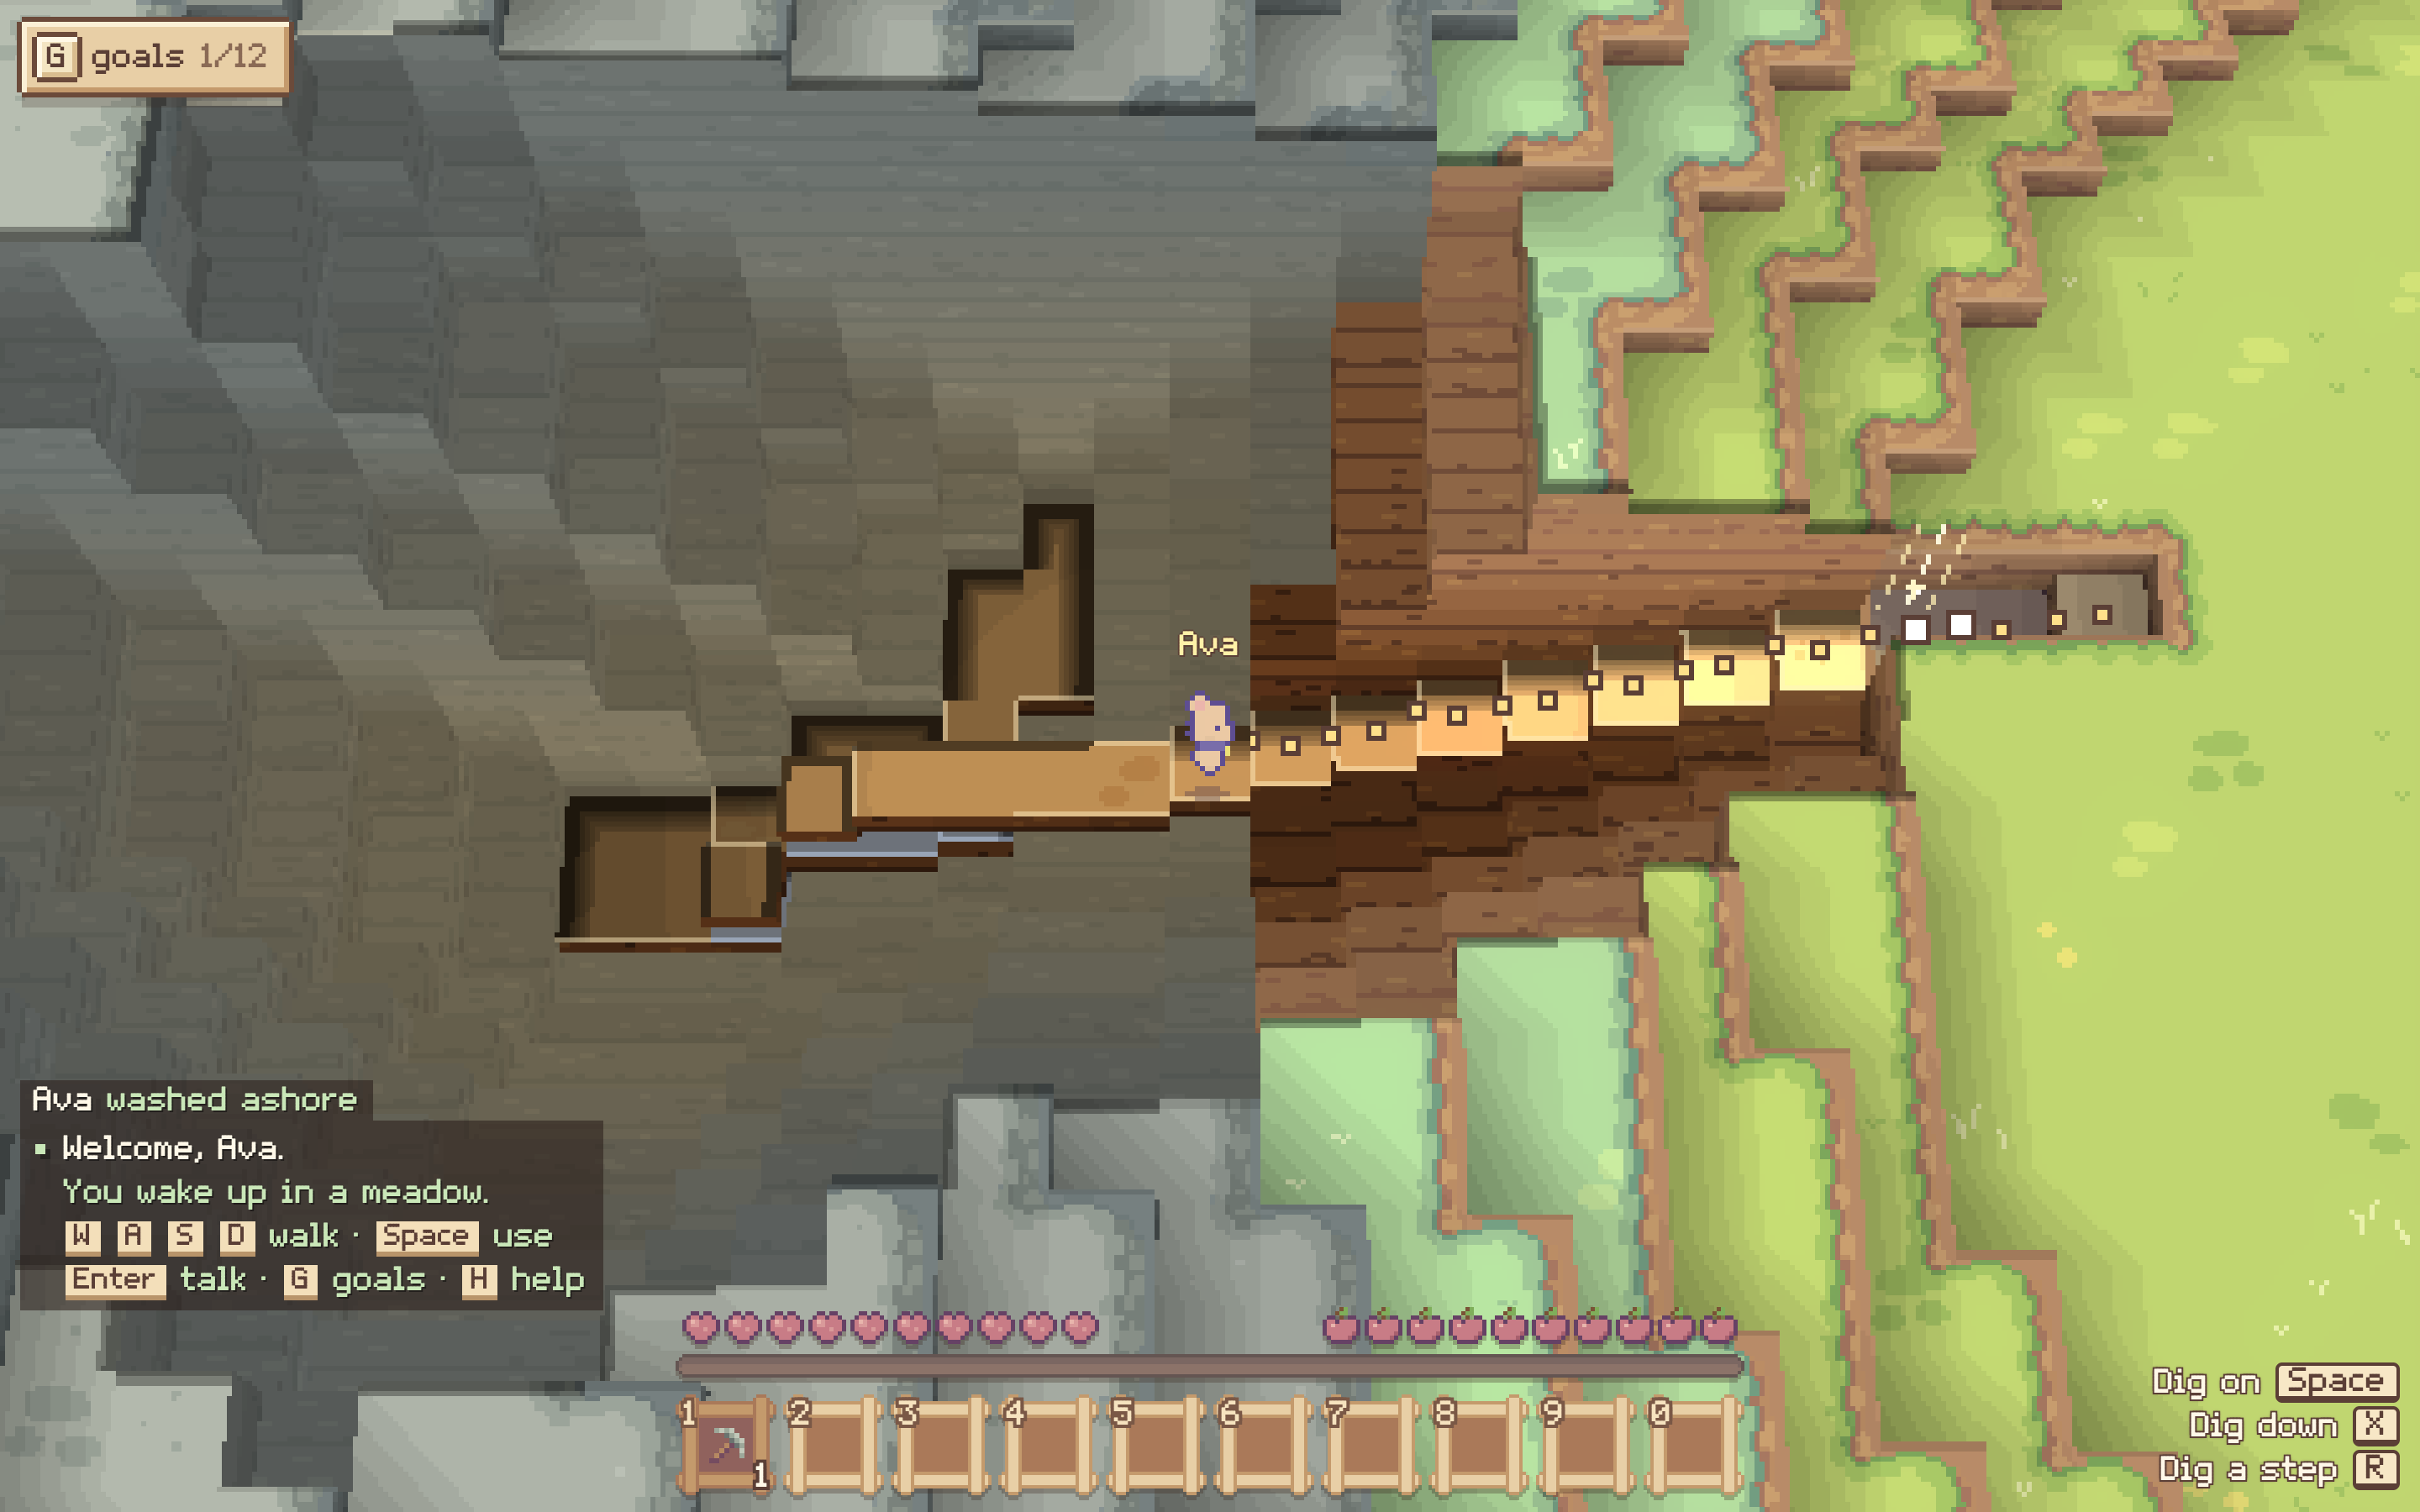 G goals 1/12
Ava
Ava washed ashore
Welcome, Ava.
You wake up in a meadow.
W A S D walk · Space use
Enter talk · G goals · H help
1 2 3 4 5 6 7 8 9 0
1
Dig on Space
Dig down X
Dig a step R